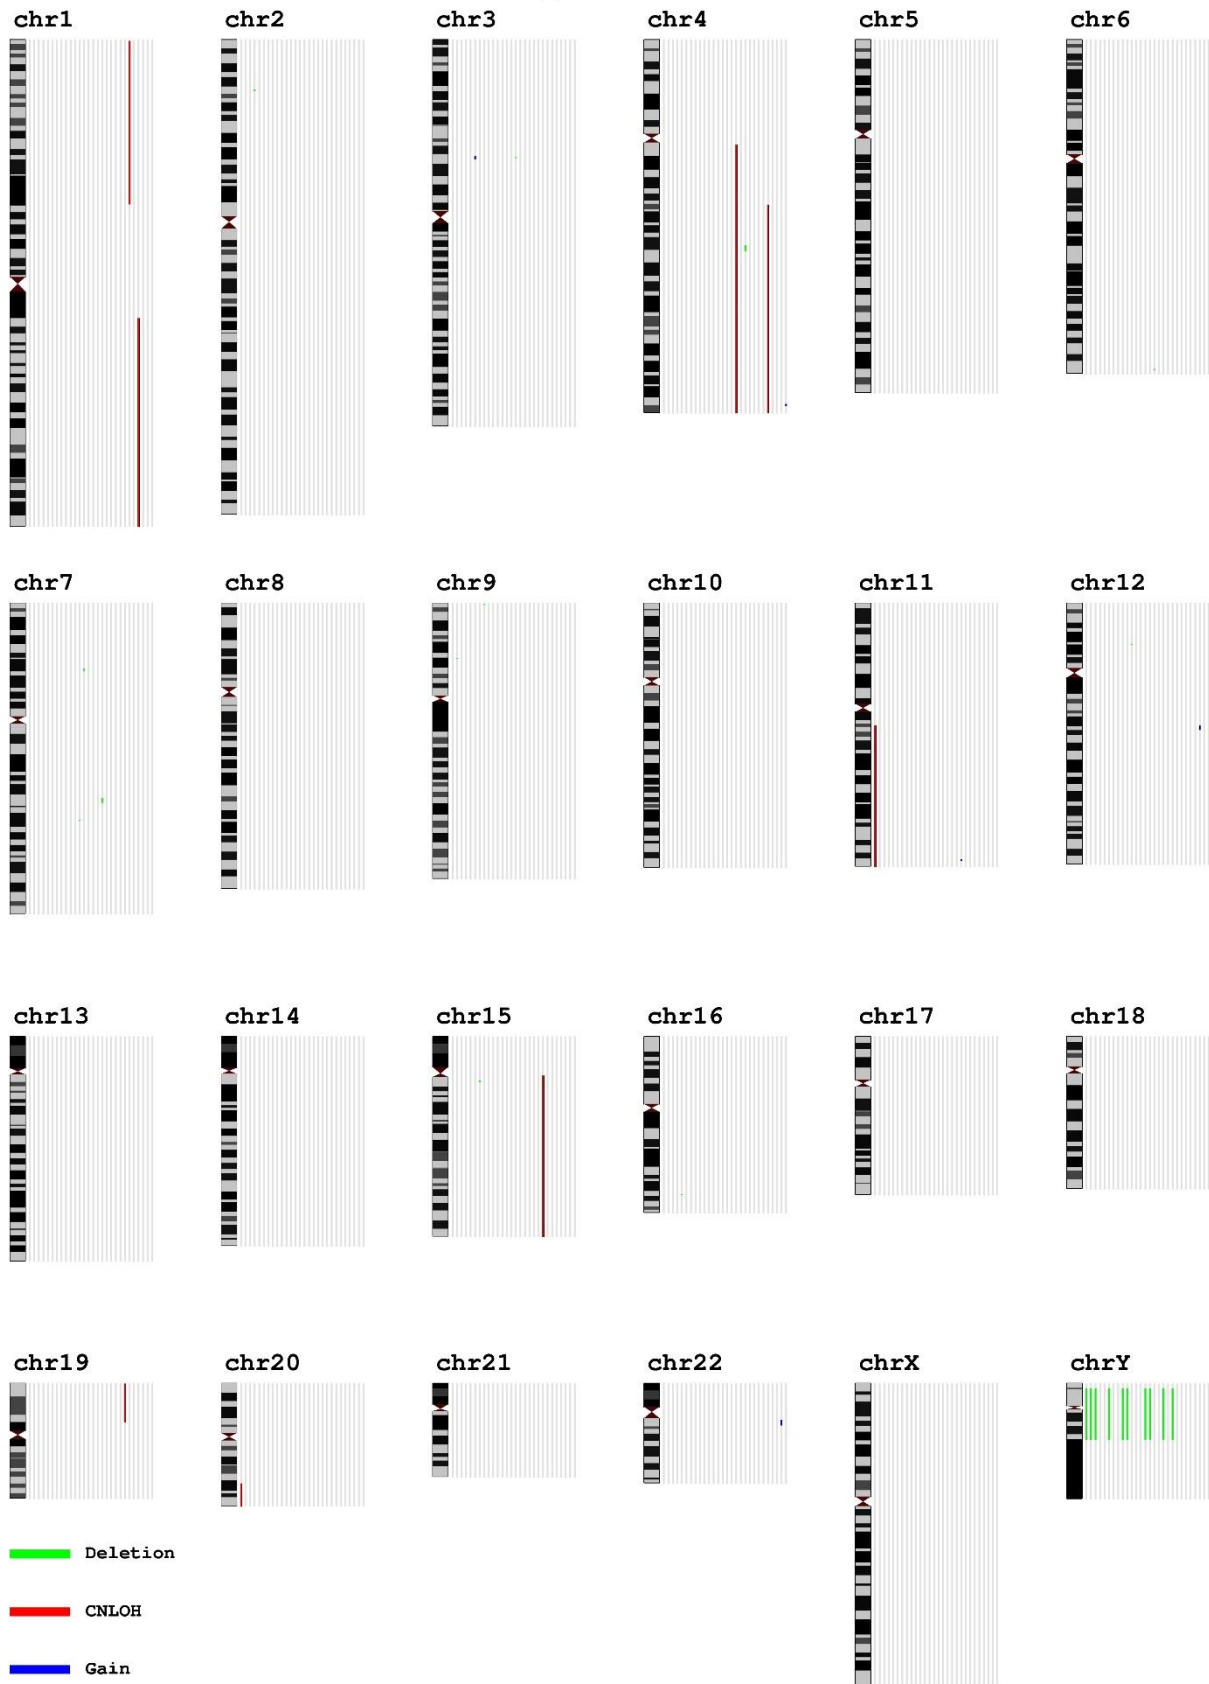 chr1 chr2 chr3 chr4 chr5 chr6
chr7 chr8 chr9 chr10 chr11 chr12
chr13 chr14 chr15 chr16 chr17 chr18
chr19 chr20 chr21 chr22 chrX chrY
Deletion
CNLOH
Gain